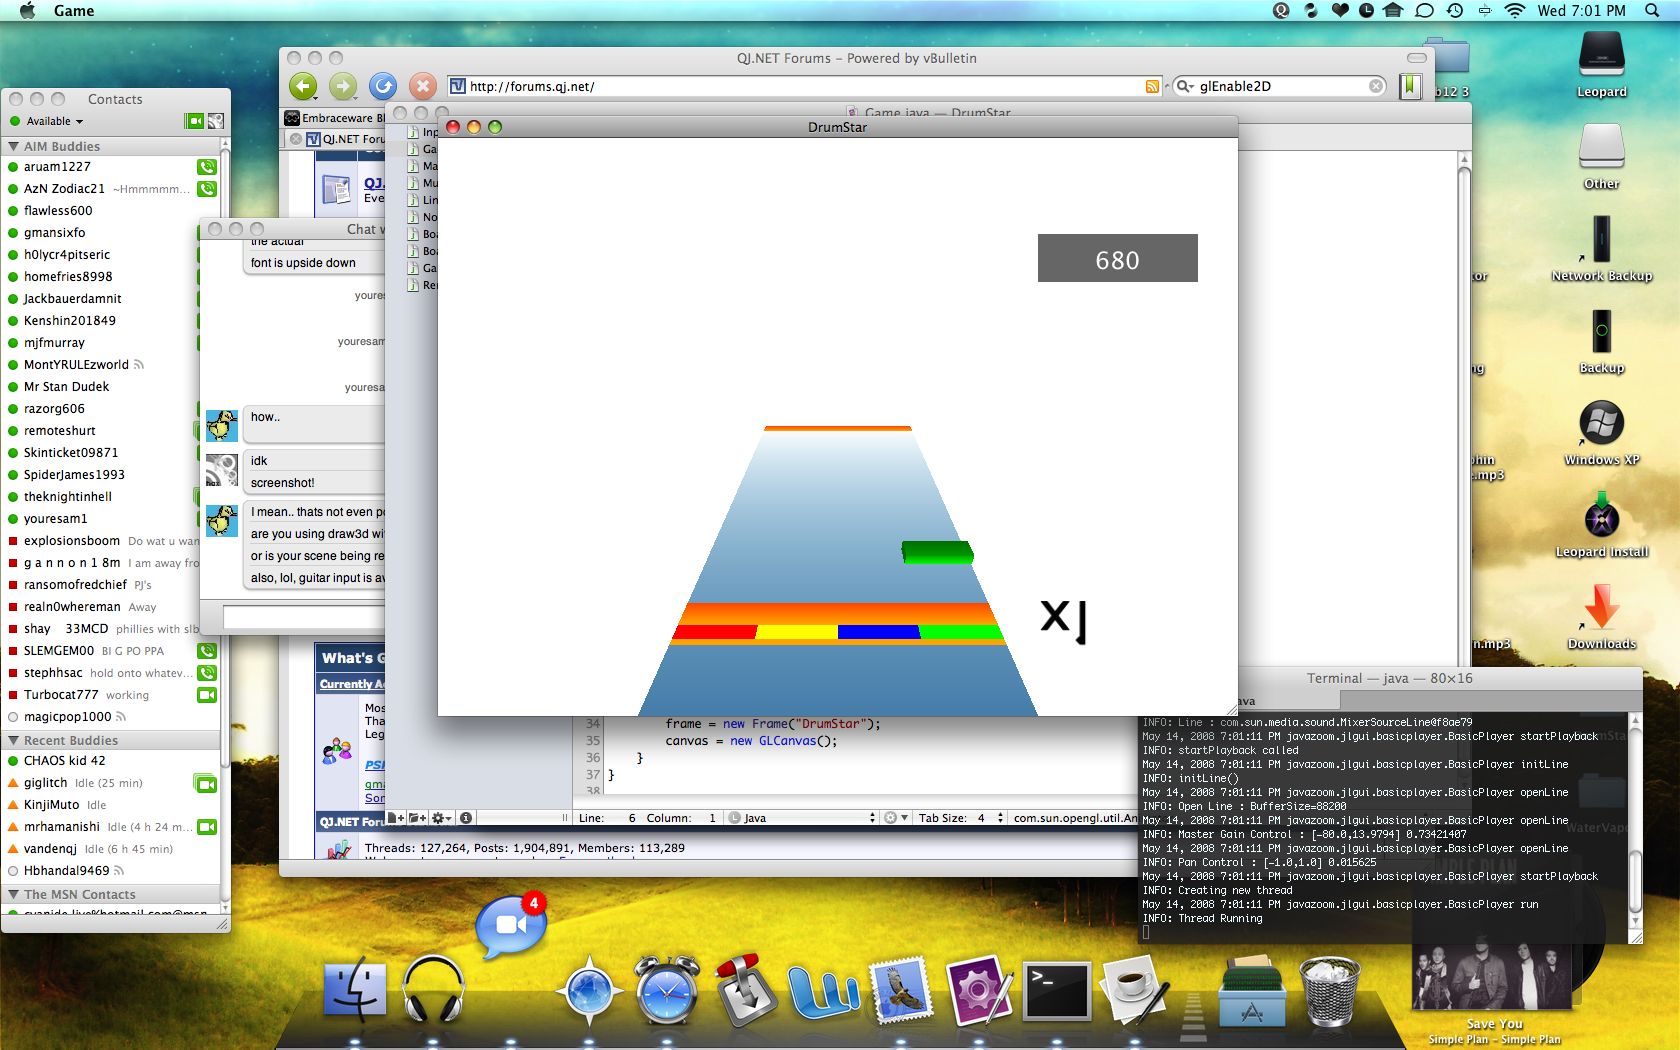 Game
Wed 7:01 PM
QJ.NET Forums – Powered by vBulletin
http://forums.qj.net/
glEnable2D
Embraceware Bl
QJ.NET Foru
QJ.
Eve
Contacts
Available
AIM Buddies
aruam1227
AzN Zodiac21 ~Hmmmmm...
flawless600
gmansixfo
h0lycr4pitseric
homefries8998
Jackbauerdamnit
Kenshin201849
mjfmurray
MontYRULEzworld
Mr Stan Dudek
razorg606
remoteshurt
Skinticket09871
SpiderJames1993
theknightinhell
youresam1
explosionsboom Do wat u wan
g a n n o n 1 8m I am away fro
ransomofredchief PJ's
realn0whereman Away
shay 33MCD phillies with slb
SLEMGEM00 BI G PO PPA
stephhsac hold onto whatev...
Turbocat777 working
magicpop1000
Recent Buddies
CHAOS kid 42
giglitch Idle (25 min)
KinjiMuto Idle
mrhamanishi Idle (4 h 24 m...
vandenqj Idle (6 h 45 min)
Hbhandal9469
The MSN Contacts
cyanide.live@hotmail.com@msn
Chat w
the actual
font is upside down
youres
youresam
youresa
how..
idk
screenshot!
I mean.. thats not even po
are you using draw3d wi
or is your scene being re
also, lol, guitar input is av
Game.java — DrumStar
Inp
Ga
Ma
Mu
Lin
No
Boa
Boa
Ga
Re
DrumStar
680
34 frame = new Frame("DrumStar");
35 canvas = new GLCanvas();
36 }
37 }
38
Line: 6 Column: 1 Java Tab Size: 4 com.sun.opengl.util.An
What's G
Currently Ac
Mos
Tha
Leg
PSP
gma
Son
QJ.NET Foru
Threads: 127,264, Posts: 1,904,891, Members: 113,289
Terminal — java — 80×16
ava
INFO: Line : com.sun.media.sound.MixerSourceLine@f8ae79
May 14, 2008 7:01:11 PM javazoom.jlgui.basicplayer.BasicPlayer startPlayback
INFO: startPlayback called
May 14, 2008 7:01:11 PM javazoom.jlgui.basicplayer.BasicPlayer initLine
INFO: initLine()
May 14, 2008 7:01:11 PM javazoom.jlgui.basicplayer.BasicPlayer openLine
INFO: Open Line : BufferSize=88200
May 14, 2008 7:01:11 PM javazoom.jlgui.basicplayer.BasicPlayer openLine
INFO: Master Gain Control : [-80.0,13.9794] 0.73421407
May 14, 2008 7:01:11 PM javazoom.jlgui.basicplayer.BasicPlayer openLine
INFO: Pan Control : [-1.0,1.0] 0.015625
May 14, 2008 7:01:11 PM javazoom.jlgui.basicplayer.BasicPlayer startPlayback
INFO: Creating new thread
May 14, 2008 7:01:11 PM javazoom.jlgui.basicplayer.BasicPlayer run
INFO: Thread Running
b12 3
Leopard
Other
Network Backup
Backup
Windows XP
.mp3
Leopard Install
Downloads
n.mp3
WaterVapo
4
Save You
Simple Plan – Simple Plan